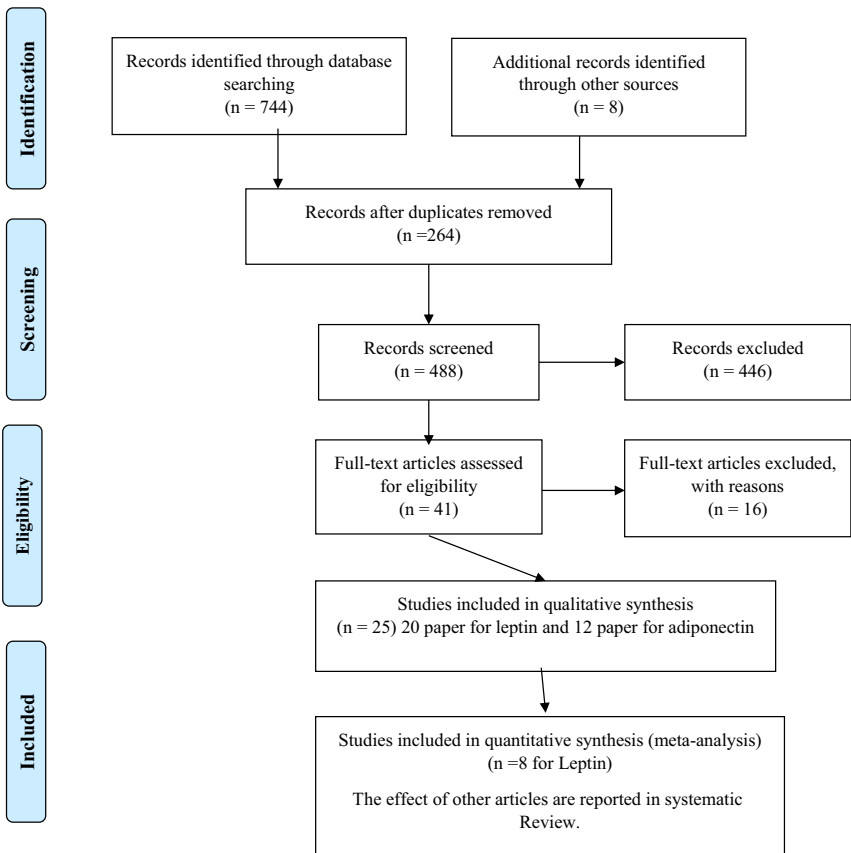 Identification
Records identified through database
searching
(n = 744)
Additional records identified
through other sources
(n = 8)
Records after duplicates removed
(n =264)
Screening
Records screened
(n = 488)
Records excluded
(n = 446)
Eligibility
Full-text articles assessed
for eligibility
(n = 41)
Full-text articles excluded,
with reasons
(n = 16)
Studies included in qualitative synthesis
(n = 25) 20 paper for leptin and 12 paper for adiponectin
Included
Studies included in quantitative synthesis (meta-analysis)
(n =8 for Leptin)
The effect of other articles are reported in systematic
Review.